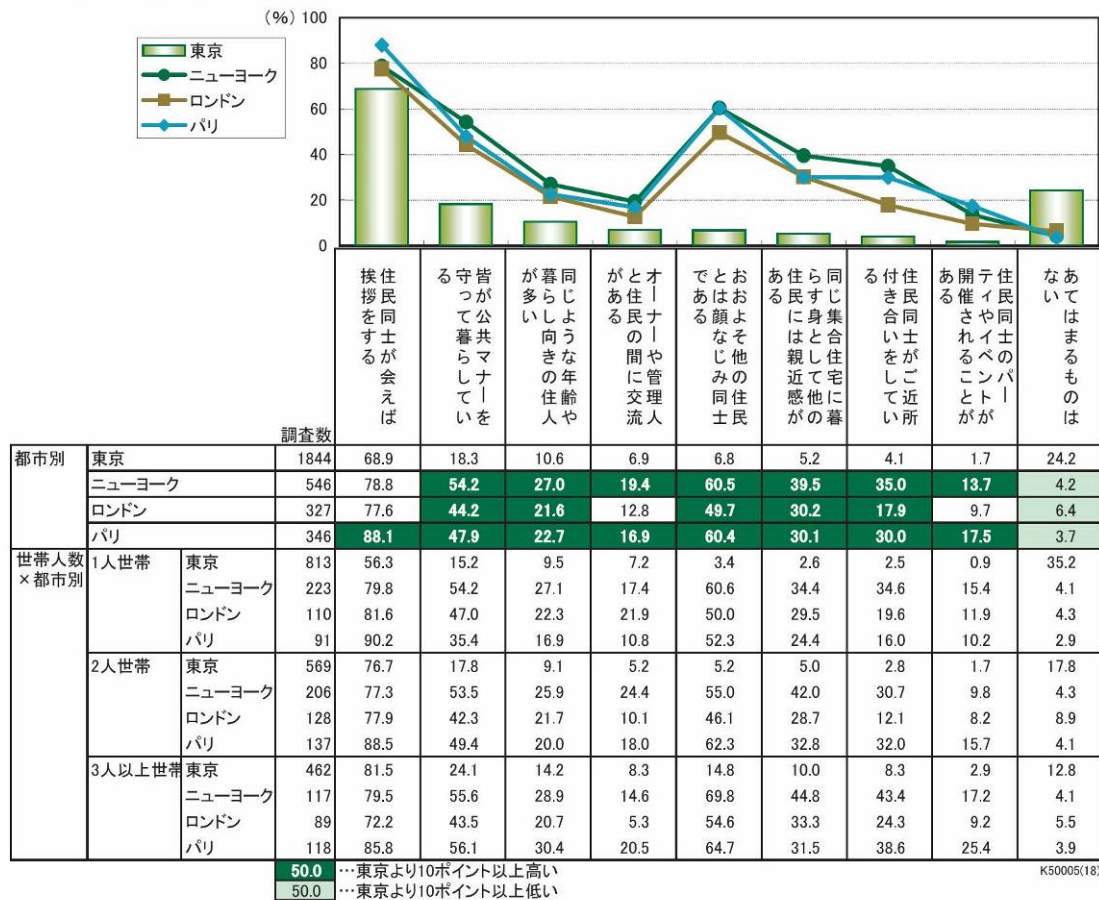 (%)
100
80
60
40
20
0
東京
ニューヨーク
ロンドン
パリ
住民同士が会えば
挨拶をする
皆が公共マナーを
守って暮らしてい
る
同じような年齢や
暮らし向きの住人
が多い
オーナーや管理人
と住民の間に交流
がある
おおよそ他の住民
とは顔なじみ同士
である
同じ集合住宅に暮
らす身として他の
住民には親近感が
ある
住民同士がご近所
付き合いをしてい
る
住民同士のパー
ティやイベントが
開催されることが
ある
あてはまるものは
ない
調査数
都市別 東京 1844 68.9 18.3 10.6 6.9 6.8 5.2 4.1 1.7 24.2
ニューヨーク 546 78.8 54.2 27.0 19.4 60.5 39.5 35.0 13.7 4.2
ロンドン 327 77.6 44.2 21.6 12.8 49.7 30.2 17.9 9.7 6.4
パリ 346 88.1 47.9 22.7 16.9 60.4 30.1 30.0 17.5 3.7
世帯人数
×都市別
1人世帯 東京 813 56.3 15.2 9.5 7.2 3.4 2.6 2.5 0.9 35.2
ニューヨーク 223 79.8 54.2 27.1 17.4 60.6 34.4 34.6 15.4 4.1
ロンドン 110 81.6 47.0 22.3 21.9 50.0 29.5 19.6 11.9 4.3
パリ 91 90.2 35.4 16.9 10.8 52.3 24.4 16.0 10.2 2.9
2人世帯 東京 569 76.7 17.8 9.1 5.2 5.2 5.0 2.8 1.7 17.8
ニューヨーク 206 77.3 53.5 25.9 24.4 55.0 42.0 30.7 9.8 4.3
ロンドン 128 77.9 42.3 21.7 10.1 46.1 28.7 12.1 8.2 8.9
パリ 137 88.5 49.4 20.0 18.0 62.3 32.8 32.0 15.7 4.1
3人以上世帯 東京 462 81.5 24.1 14.2 8.3 14.8 10.0 8.3 2.9 12.8
ニューヨーク 117 79.5 55.6 28.9 14.6 69.8 44.8 43.4 17.2 4.1
ロンドン 89 72.2 43.5 20.7 5.3 54.6 33.3 24.3 9.2 5.5
パリ 118 85.8 56.1 30.4 20.5 64.7 31.5 38.6 25.4 3.9
50.0 …東京より10ポイント以上高い
50.0 …東京より10ポイント以上低い
K50005(18)